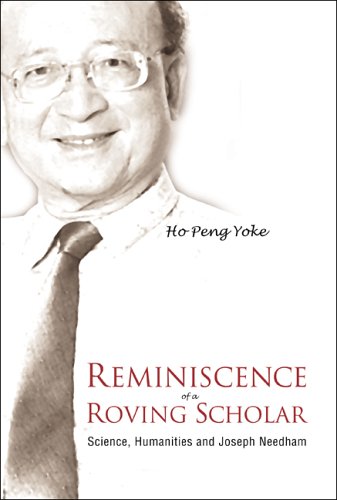 Ho Peng Yoke
REMINISCENCE
of a
ROVING SCHOLAR
Science, Humanities and Joseph Needham